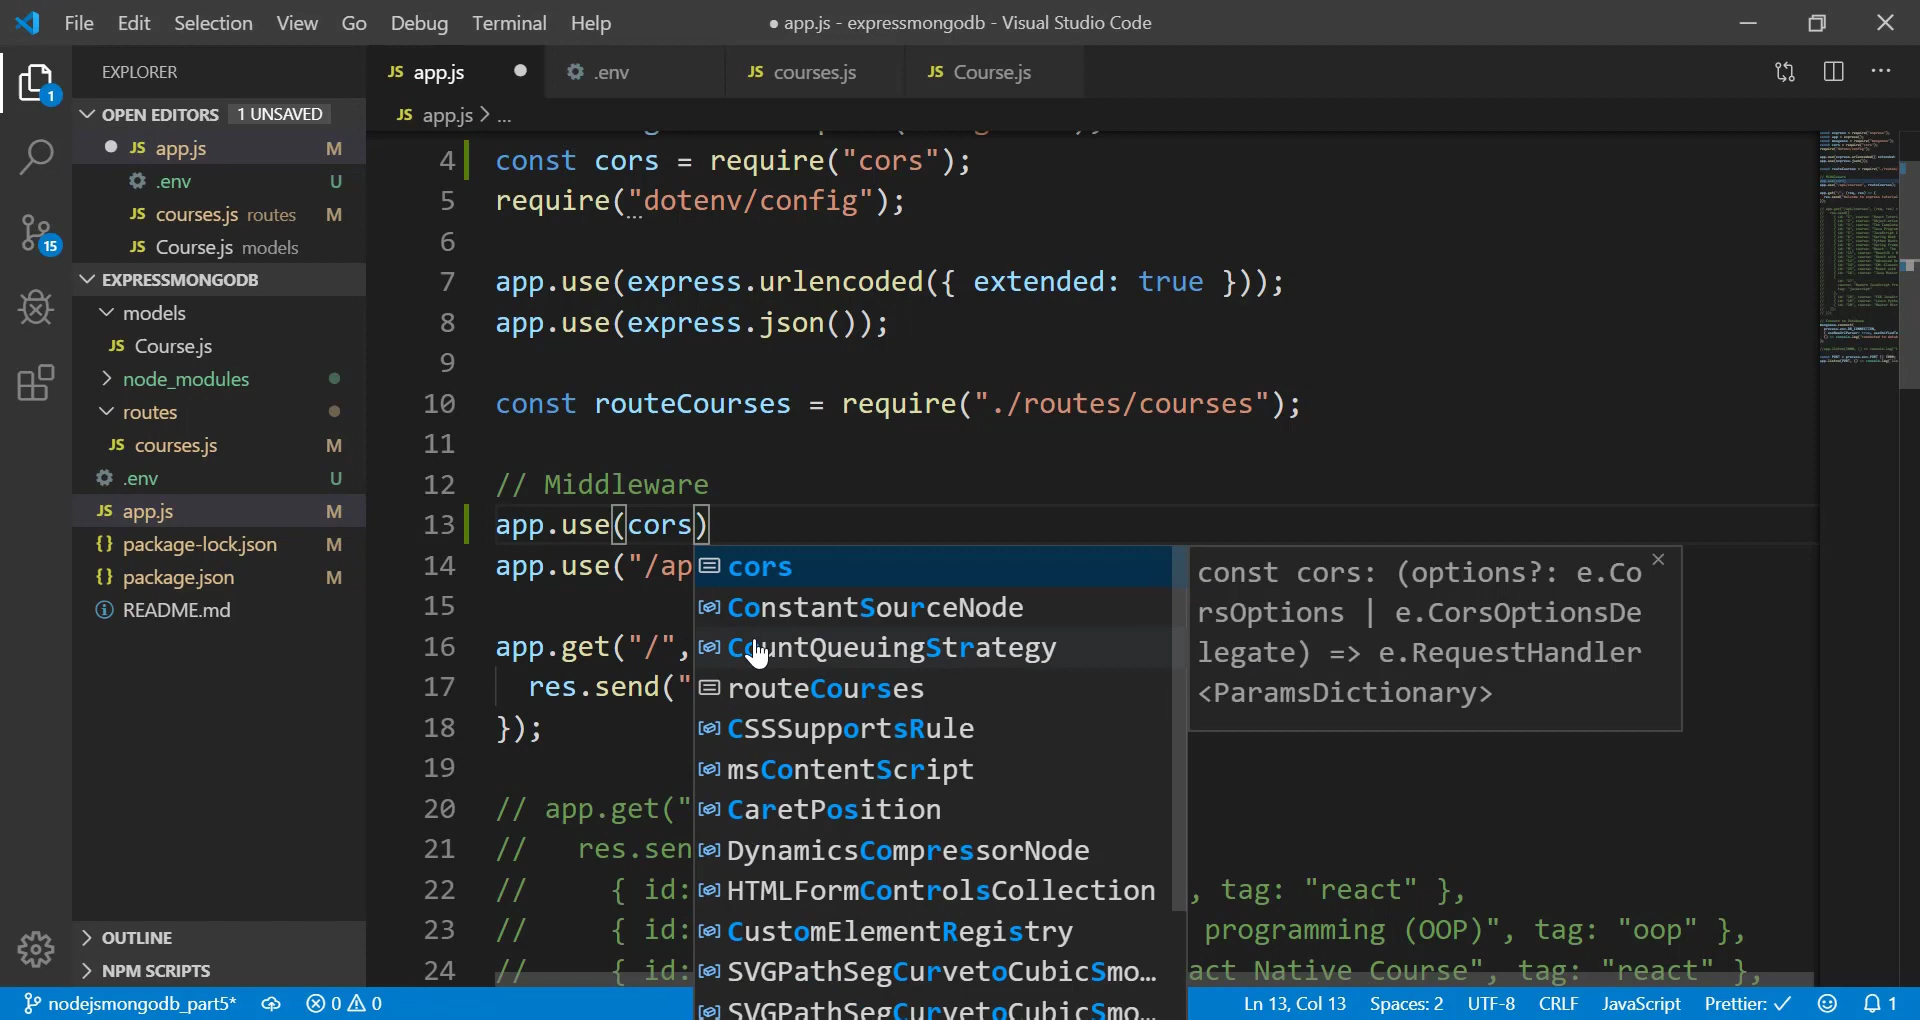 File Edit Selection View Go Debug Terminal Help
● app.js - expressmongodb - Visual Studio Code
EXPLORER
OPEN EDITORS 1 UNSAVED
JS app.js M
.env U
JS courses.js routes M
JS Course.js models
EXPRESSMONGODB
models
JS Course.js
node_modules
routes
JS courses.js M
.env U
JS app.js M
{} package-lock.json M
{} package.json M
README.md
OUTLINE
NPM SCRIPTS
1
15
JS app.js
.env
JS courses.js
JS Course.js
JS app.js > ...
4 const cors = require("cors");
5 require("dotenv/config");
6
7 app.use(express.urlencoded({ extended: true }));
8 app.use(express.json());
9
10 const routeCourses = require("./routes/courses");
11
12 // Middleware
13 app.use(cors)
14 app.use("/ap
15
16 app.get("/",
17 res.send("
18 });
19
20 // app.get("
21 // res.sen
22 // { id: , tag: "react" },
23 // { id: programming (OOP)", tag: "oop" },
24 // { id: act Native Course", tag: "react" },
cors
ConstantSourceNode
CountQueuingStrategy
routeCourses
CSSSupportsRule
msContentScript
CaretPosition
DynamicsCompressorNode
HTMLFormControlsCollection
CustomElementRegistry
SVGPathSegCurvetoCubicSmo…
SVGPathSegCurvetoCubicSmo…
const cors: (options?: e.Co
rsOptions | e.CorsOptionsDe
legate) => e.RequestHandler
<ParamsDictionary>
nodejsmongodb_part5* 0 0 Ln 13, Col 13 Spaces: 2 UTF-8 CRLF JavaScript Prettier: ✓ 1